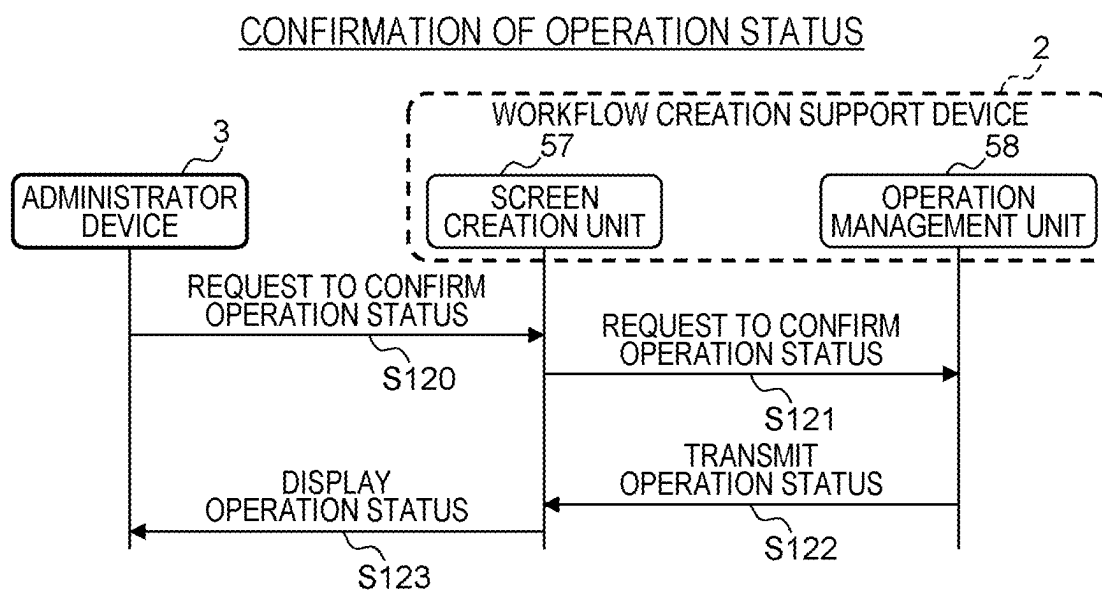 CONFIRMATION OF OPERATION STATUS
2
WORKFLOW CREATION SUPPORT DEVICE
3
57
58
ADMINISTRATOR
DEVICE
SCREEN
CREATION UNIT
OPERATION
MANAGEMENT UNIT
REQUEST TO CONFIRM
OPERATION STATUS
S120
REQUEST TO CONFIRM
OPERATION STATUS
S121
TRANSMIT
OPERATION STATUS
S122
DISPLAY
OPERATION STATUS
S123